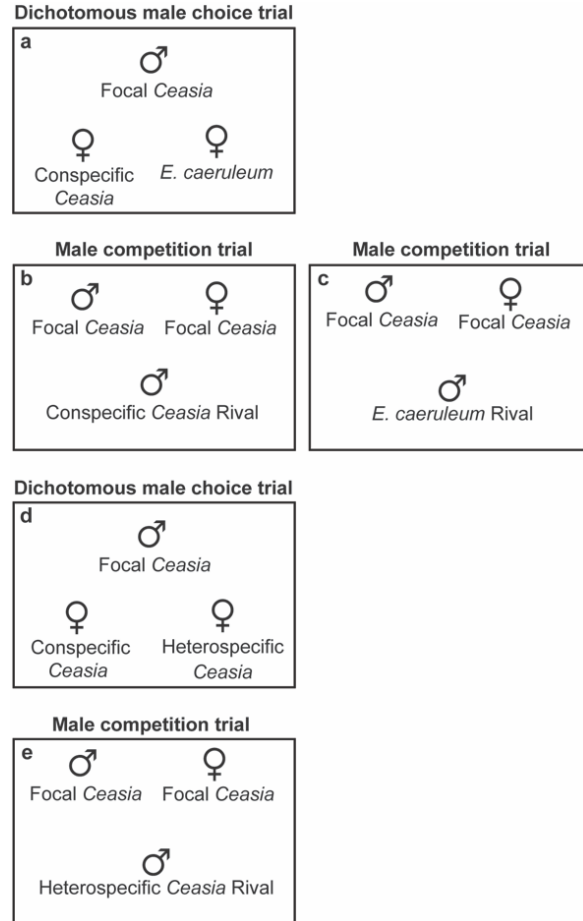 Dichotomous male choice trial
a
Focal Ceasia
Conspecific Ceasia
E. caeruleum
Male competition trial
b
Focal Ceasia
Focal Ceasia
Conspecific Ceasia Rival
Male competition trial
c
Focal Ceasia
Focal Ceasia
E. caeruleum Rival
Dichotomous male choice trial
d
Focal Ceasia
Conspecific
Ceasia
Heterospecific
Ceasia
Male competition trial
e
Focal Ceasia
Focal Ceasia
Heterospecific Ceasia Rival